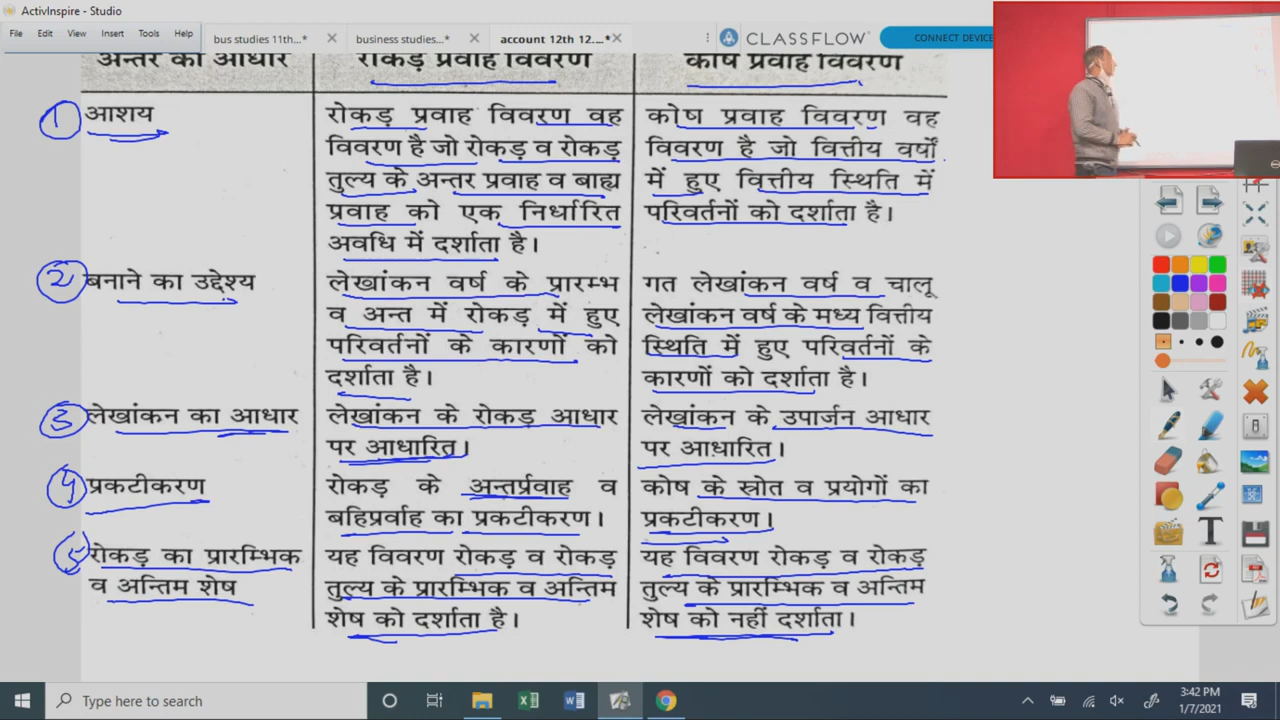 ActivInspire - Studio
File Edit View Insert Tools Help
bus studies 11th...*
business studies...*
account 12th 12....*
CLASSFLOW
CONNECT DEVICE
अन्तर का आधार
रोकड़ प्रवाह विवरण
कोष प्रवाह विवरण
1
आशय
रोकड़ प्रवाह विवरण वह
विवरण है जो रोकड़ व रोकड़
तुल्य के अन्तर प्रवाह व बाह्य
प्रवाह को एक निर्धारित
अवधि में दर्शाता है।
कोष प्रवाह विवरण वह
विवरण है जो वित्तीय वर्षों
में हुए वित्तीय स्थिति में
परिवर्तनों को दर्शाता है।
2
बनाने का उद्देश्य
लेखांकन वर्ष के प्रारम्भ
व अन्त में रोकड़ में हुए
परिवर्तनों के कारणों को
दर्शाता है।
गत लेखांकन वर्ष व चालू
लेखांकन वर्ष के मध्य वित्तीय
स्थिति में हुए परिवर्तनों के
कारणों को दर्शाता है।
3
लेखांकन का आधार
लेखांकन के रोकड़ आधार
पर आधारित।
लेखांकन के उपार्जन आधार
पर आधारित।
4
प्रकटीकरण
रोकड़ के अन्तर्प्रवाह व
बहिप्रर्वाह का प्रकटीकरण।
कोष के स्रोत व प्रयोगों का
प्रकटीकरण।
5
रोकड़ का प्रारम्भिक
व अन्तिम शेष
यह विवरण रोकड़ व रोकड़
तुल्य के प्रारम्भिक व अन्तिम
शेष को दर्शाता है।
यह विवरण रोकड़ व रोकड़
तुल्य के प्रारम्भिक व अन्तिम
शेष को नहीं दर्शाता।
Type here to search
3:42 PM
1/7/2021